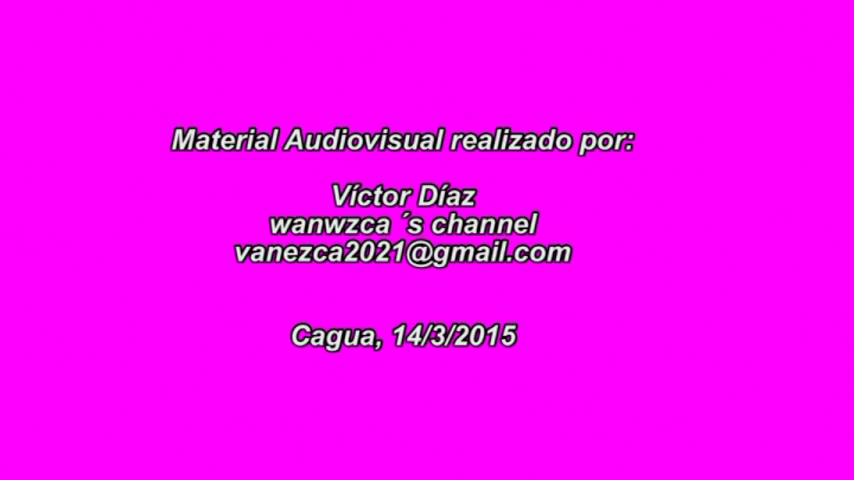 Material Audiovisual realizado por:
Víctor Díaz
wanwzca ´s channel
vanezca2021@gmail.com
Cagua, 14/3/2015